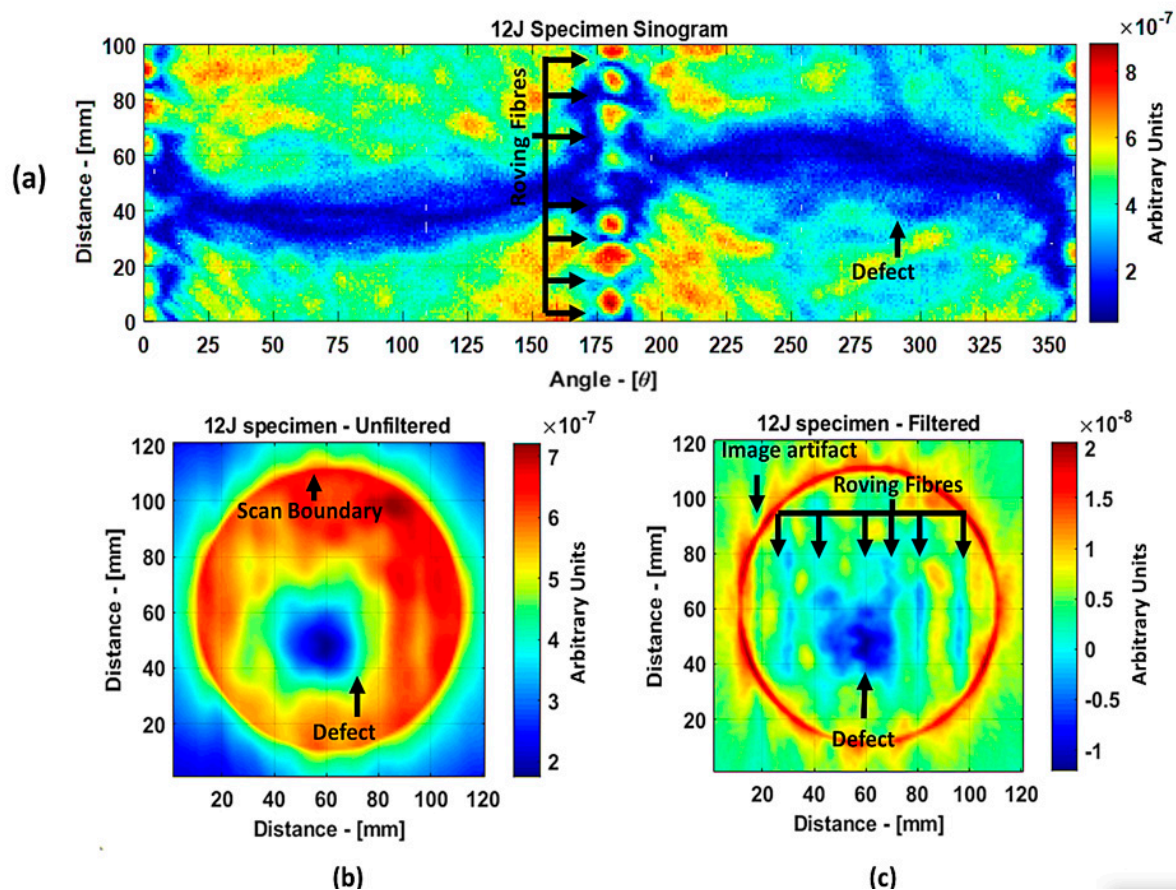 12J Specimen Sinogram
×10⁻⁷
100
80
60
40
20
0
Distance - [mm]
(a)
Roving Fibres
Defect
0 25 50 75 100 125 150 175 200 225 250 275 300 325 350
Angle - [θ]
8
6
4
2
Arbitrary Units
12J specimen - Unfiltered
×10⁻⁷
120
100
80
60
40
20
Distance - [mm]
Scan Boundary
Defect
20 40 60 80 100 120
Distance - [mm]
7
6
5
4
3
2
Arbitrary Units
(b)
12J specimen - Filtered
×10⁻⁸
120
100
80
60
40
20
Distance - [mm]
Image artifact
Roving Fibres
Defect
20 40 60 80 100 120
Distance - [mm]
2
1.5
1
0.5
0
-0.5
-1
Arbitrary Units
(c)